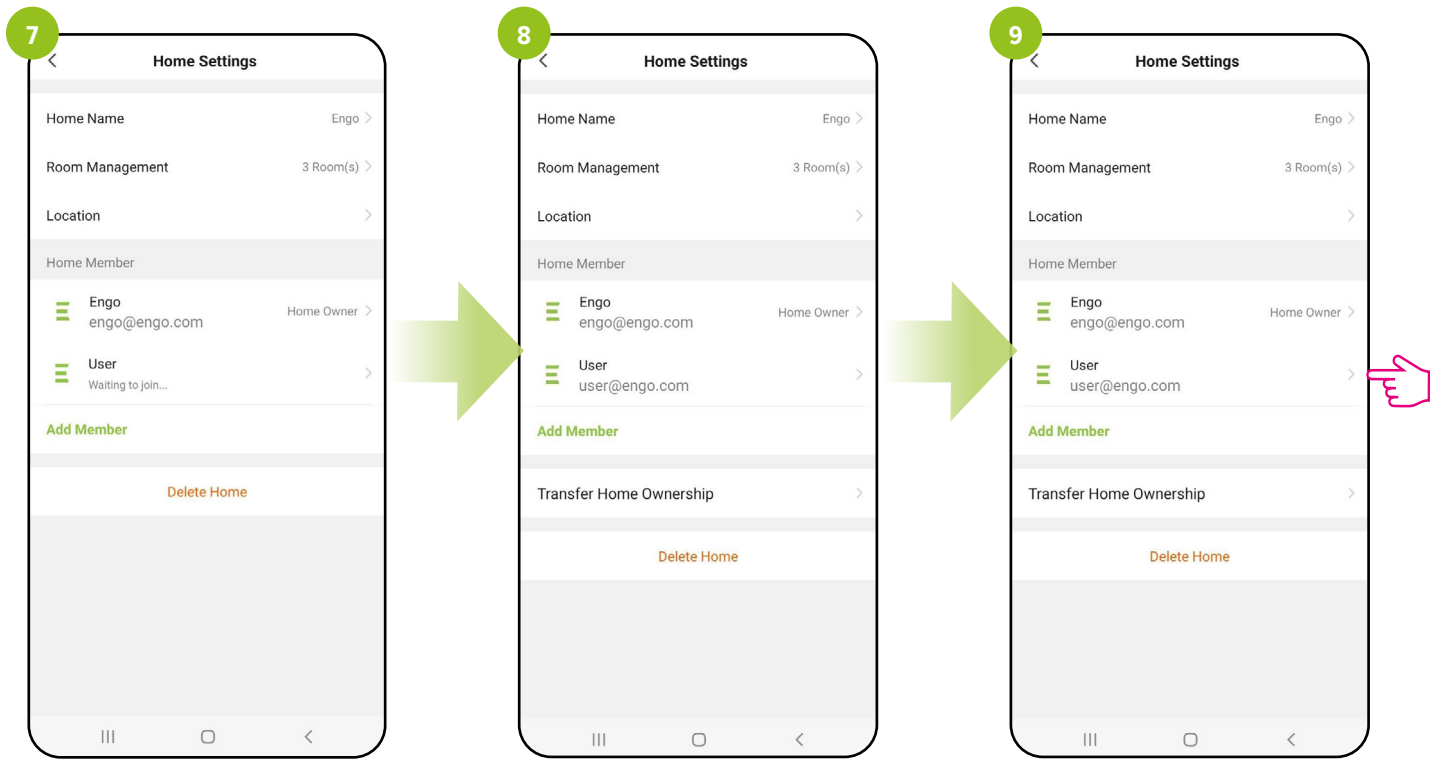 7
Home Settings
Home Name Engo
Room Management 3 Room(s)
Location
Home Member
Engo
engo@engo.com Home Owner
User
Waiting to join...
Add Member
Delete Home
8
Home Settings
Home Name Engo
Room Management 3 Room(s)
Location
Home Member
Engo
engo@engo.com Home Owner
User
user@engo.com
Add Member
Transfer Home Ownership
Delete Home
9
Home Settings
Home Name Engo
Room Management 3 Room(s)
Location
Home Member
Engo
engo@engo.com Home Owner
User
user@engo.com
Add Member
Transfer Home Ownership
Delete Home